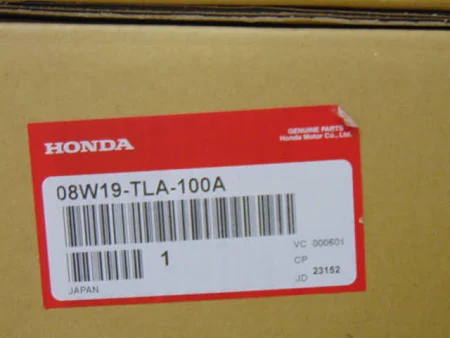 HONDA
GENUINE PARTS
Honda Motor Co., Ltd.
08W19-TLA-100A
VC 000601
1
CP
23152
JD
JAPAN